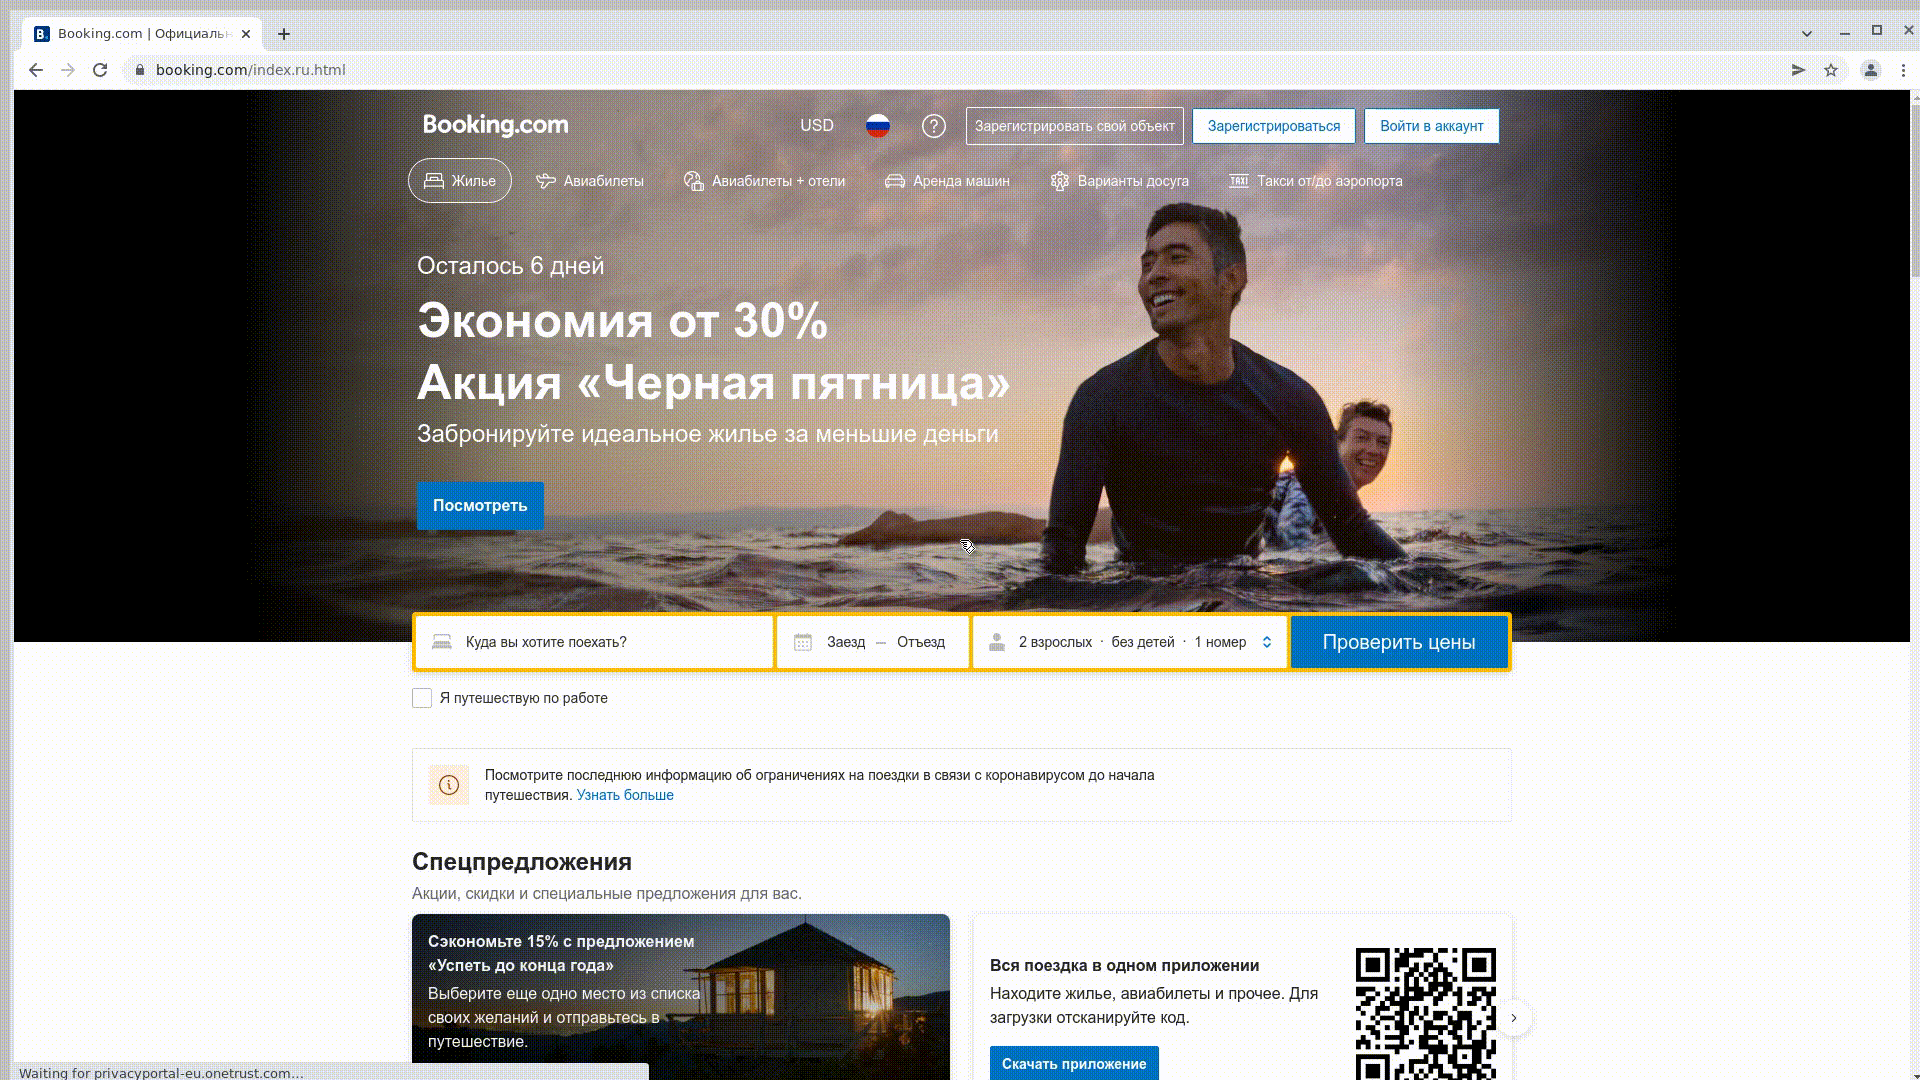 Booking.com | Официаль
booking.com/index.ru.html
Booking.com
USD
Зарегистрировать свой объект
Зарегистрироваться
Войти в аккаунт
Жилье
Авиабилеты
Авиабилеты + отели
Аренда машин
Варианты досуга
TAXI
Такси от/до аэропорта
Осталось 6 дней
Экономия от 30%
Акция «Черная пятница»
Забронируйте идеальное жилье за меньшие деньги
Посмотреть
Куда вы хотите поехать?
Заезд — Отъезд
2 взрослых · без детей · 1 номер
Проверить цены
Я путешествую по работе
Посмотрите последнюю информацию об ограничениях на поездки в связи с коронавирусом до начала
путешествия. Узнать больше
Спецпредложения
Акции, скидки и специальные предложения для вас.
Сэкономьте 15% с предложением
«Успеть до конца года»
Выберите еще одно место из списка
своих желаний и отправьтесь в
путешествие.
Вся поездка в одном приложении
Находите жилье, авиабилеты и прочее. Для
загрузки отсканируйте код.
Скачать приложение
Waiting for privacyportal-eu.onetrust.com...